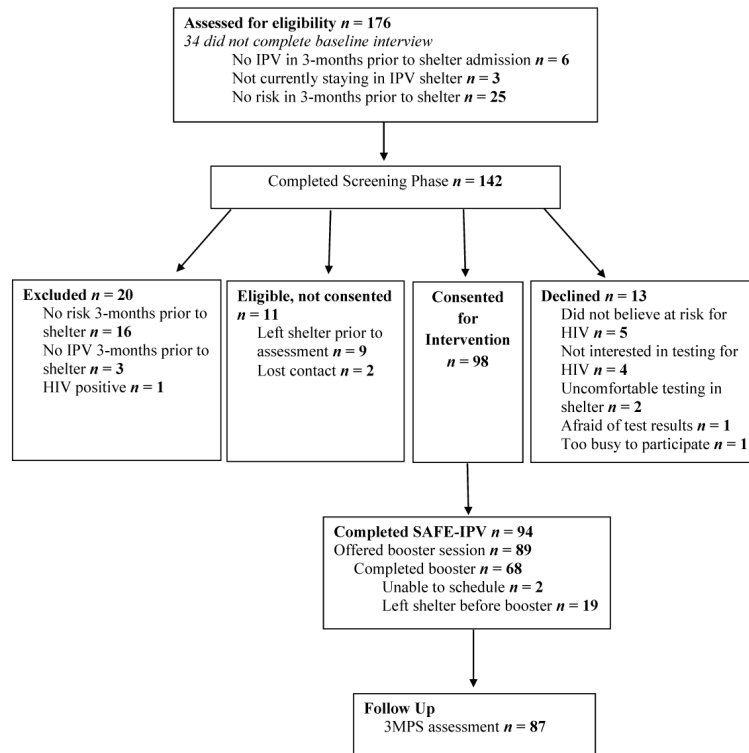 Assessed for eligibility n = 176
34 did not complete baseline interview
No IPV in 3-months prior to shelter admission n = 6
Not currently staying in IPV shelter n = 3
No risk in 3-months prior to shelter n = 25
Completed Screening Phase n = 142
Excluded n = 20
No risk 3-months prior to
shelter n = 16
No IPV 3-months prior to
shelter n = 3
HIV positive n = 1
Eligible, not consented
n = 11
Left shelter prior to
assessment n = 9
Lost contact n = 2
Consented
for
Intervention
n = 98
Declined n = 13
Did not believe at risk for
HIV n = 5
Not interested in testing for
HIV n = 4
Uncomfortable testing in
shelter n = 2
Afraid of test results n = 1
Too busy to participate n = 1
Completed SAFE-IPV n = 94
Offered booster session n = 89
Completed booster n = 68
Unable to schedule n = 2
Left shelter before booster n = 19
Follow Up
3MPS assessment n = 87